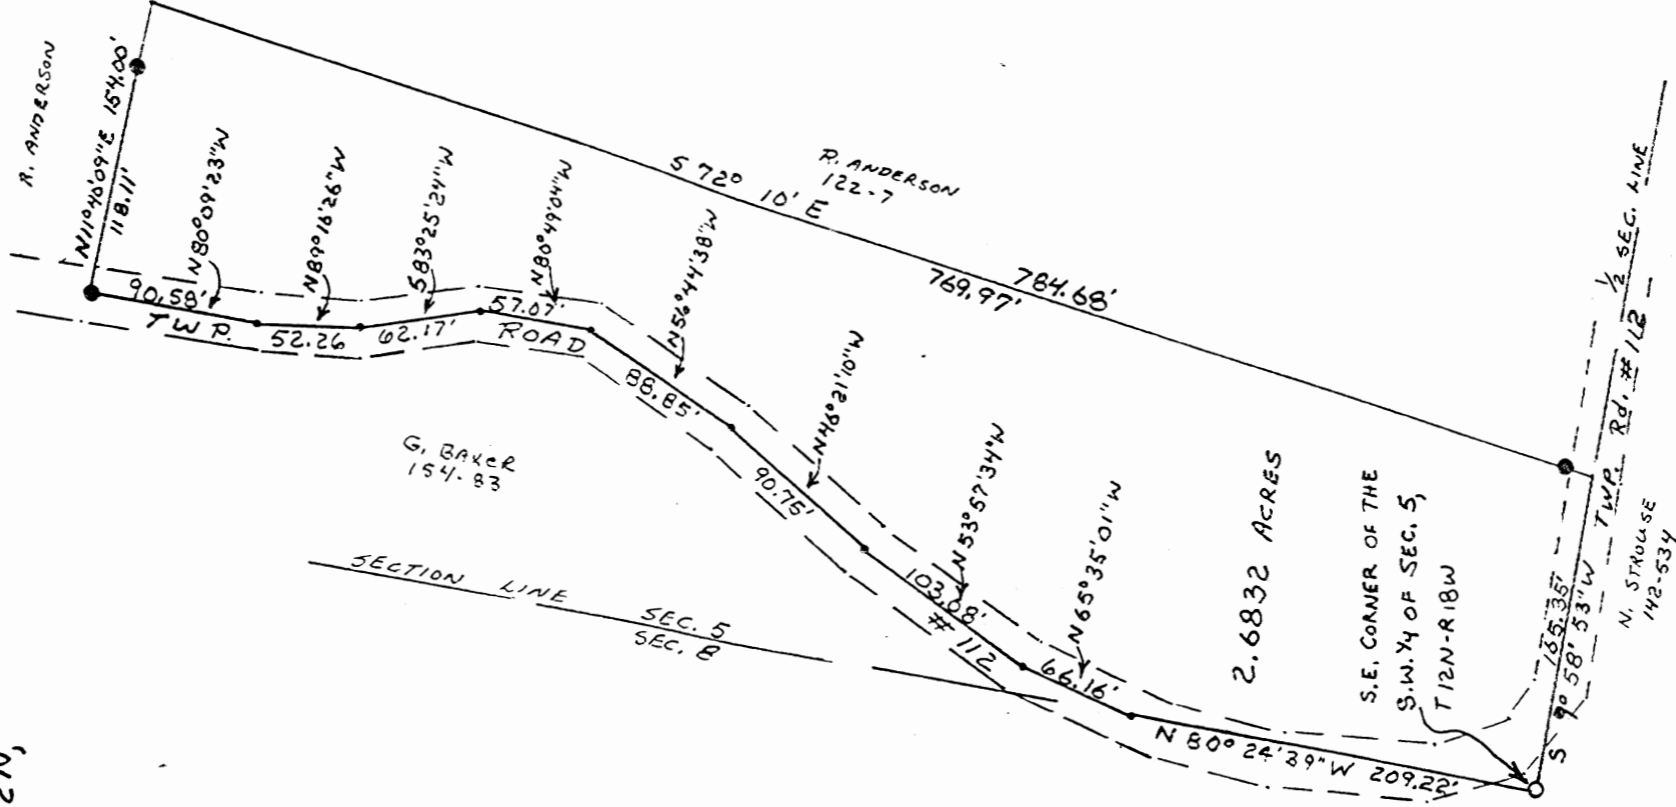 R. ANDERSON
N11°40'09"E 154.00'
118.11'
N80°09'23"W
N89°16'26"W
S83°25'24"W
N80°49'04"W
N56°44'38"W
N46°21'10"W
N53°57'34"W
N65°35'01"W
S 72° 10' E
R. ANDERSON
122-7
769.97'
784.68'
½ SEC. LINE
TWP. Rd. #112
N. STROUSE
142-534
90.58'
52.26
62.17'
57.07'
88.85'
90.75'
103.08'
66.16'
TWP. ROAD
# 112
G. BAKER
154-83
SECTION LINE
SEC. 5
SEC. 8
2.6832 ACRES
S.E. CORNER OF THE
S.W. ¼ OF SEC. 5,
T12N-R18W
165.35'
S 9° 58' 53" W
N 80° 24' 39" W 209.22'
2N,